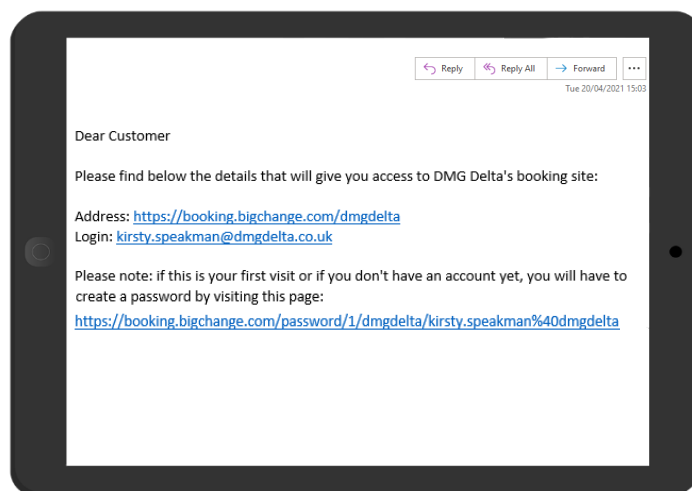 Reply Reply All Forward ...
Tue 20/04/2021 15:03
Dear Customer
Please find below the details that will give you access to DMG Delta's booking site:
Address: https://booking.bigchange.com/dmgdelta
Login: kirsty.speakman@dmgdelta.co.uk
Please note: if this is your first visit or if you don't have an account yet, you will have to
create a password by visiting this page:
https://booking.bigchange.com/password/1/dmgdelta/kirsty.speakman%40dmgdelta